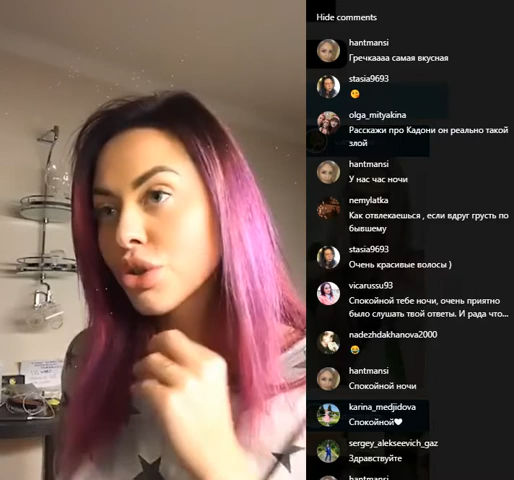 Hide comments
hantmansi
Гречкаааа самая вкусная
stasia9693
olga_mityakina
Расскажи про Кадони он реально такой
злой
hantmansi
У нас час ночи
nemylatka
Как отвлекаешься , если вдруг грусть по
бывшему
stasia9693
Очень красивые волосы )
vicarussu93
Спокойной тебе ночи, очень приятно
было слушать твой ответы. И рада что...
nadezhdakhanova2000
hantmansi
Спокойной ночи
karina_medjidova
Спокойной
sergey_alekseevich_gaz
Здравствуйте
hantmansi